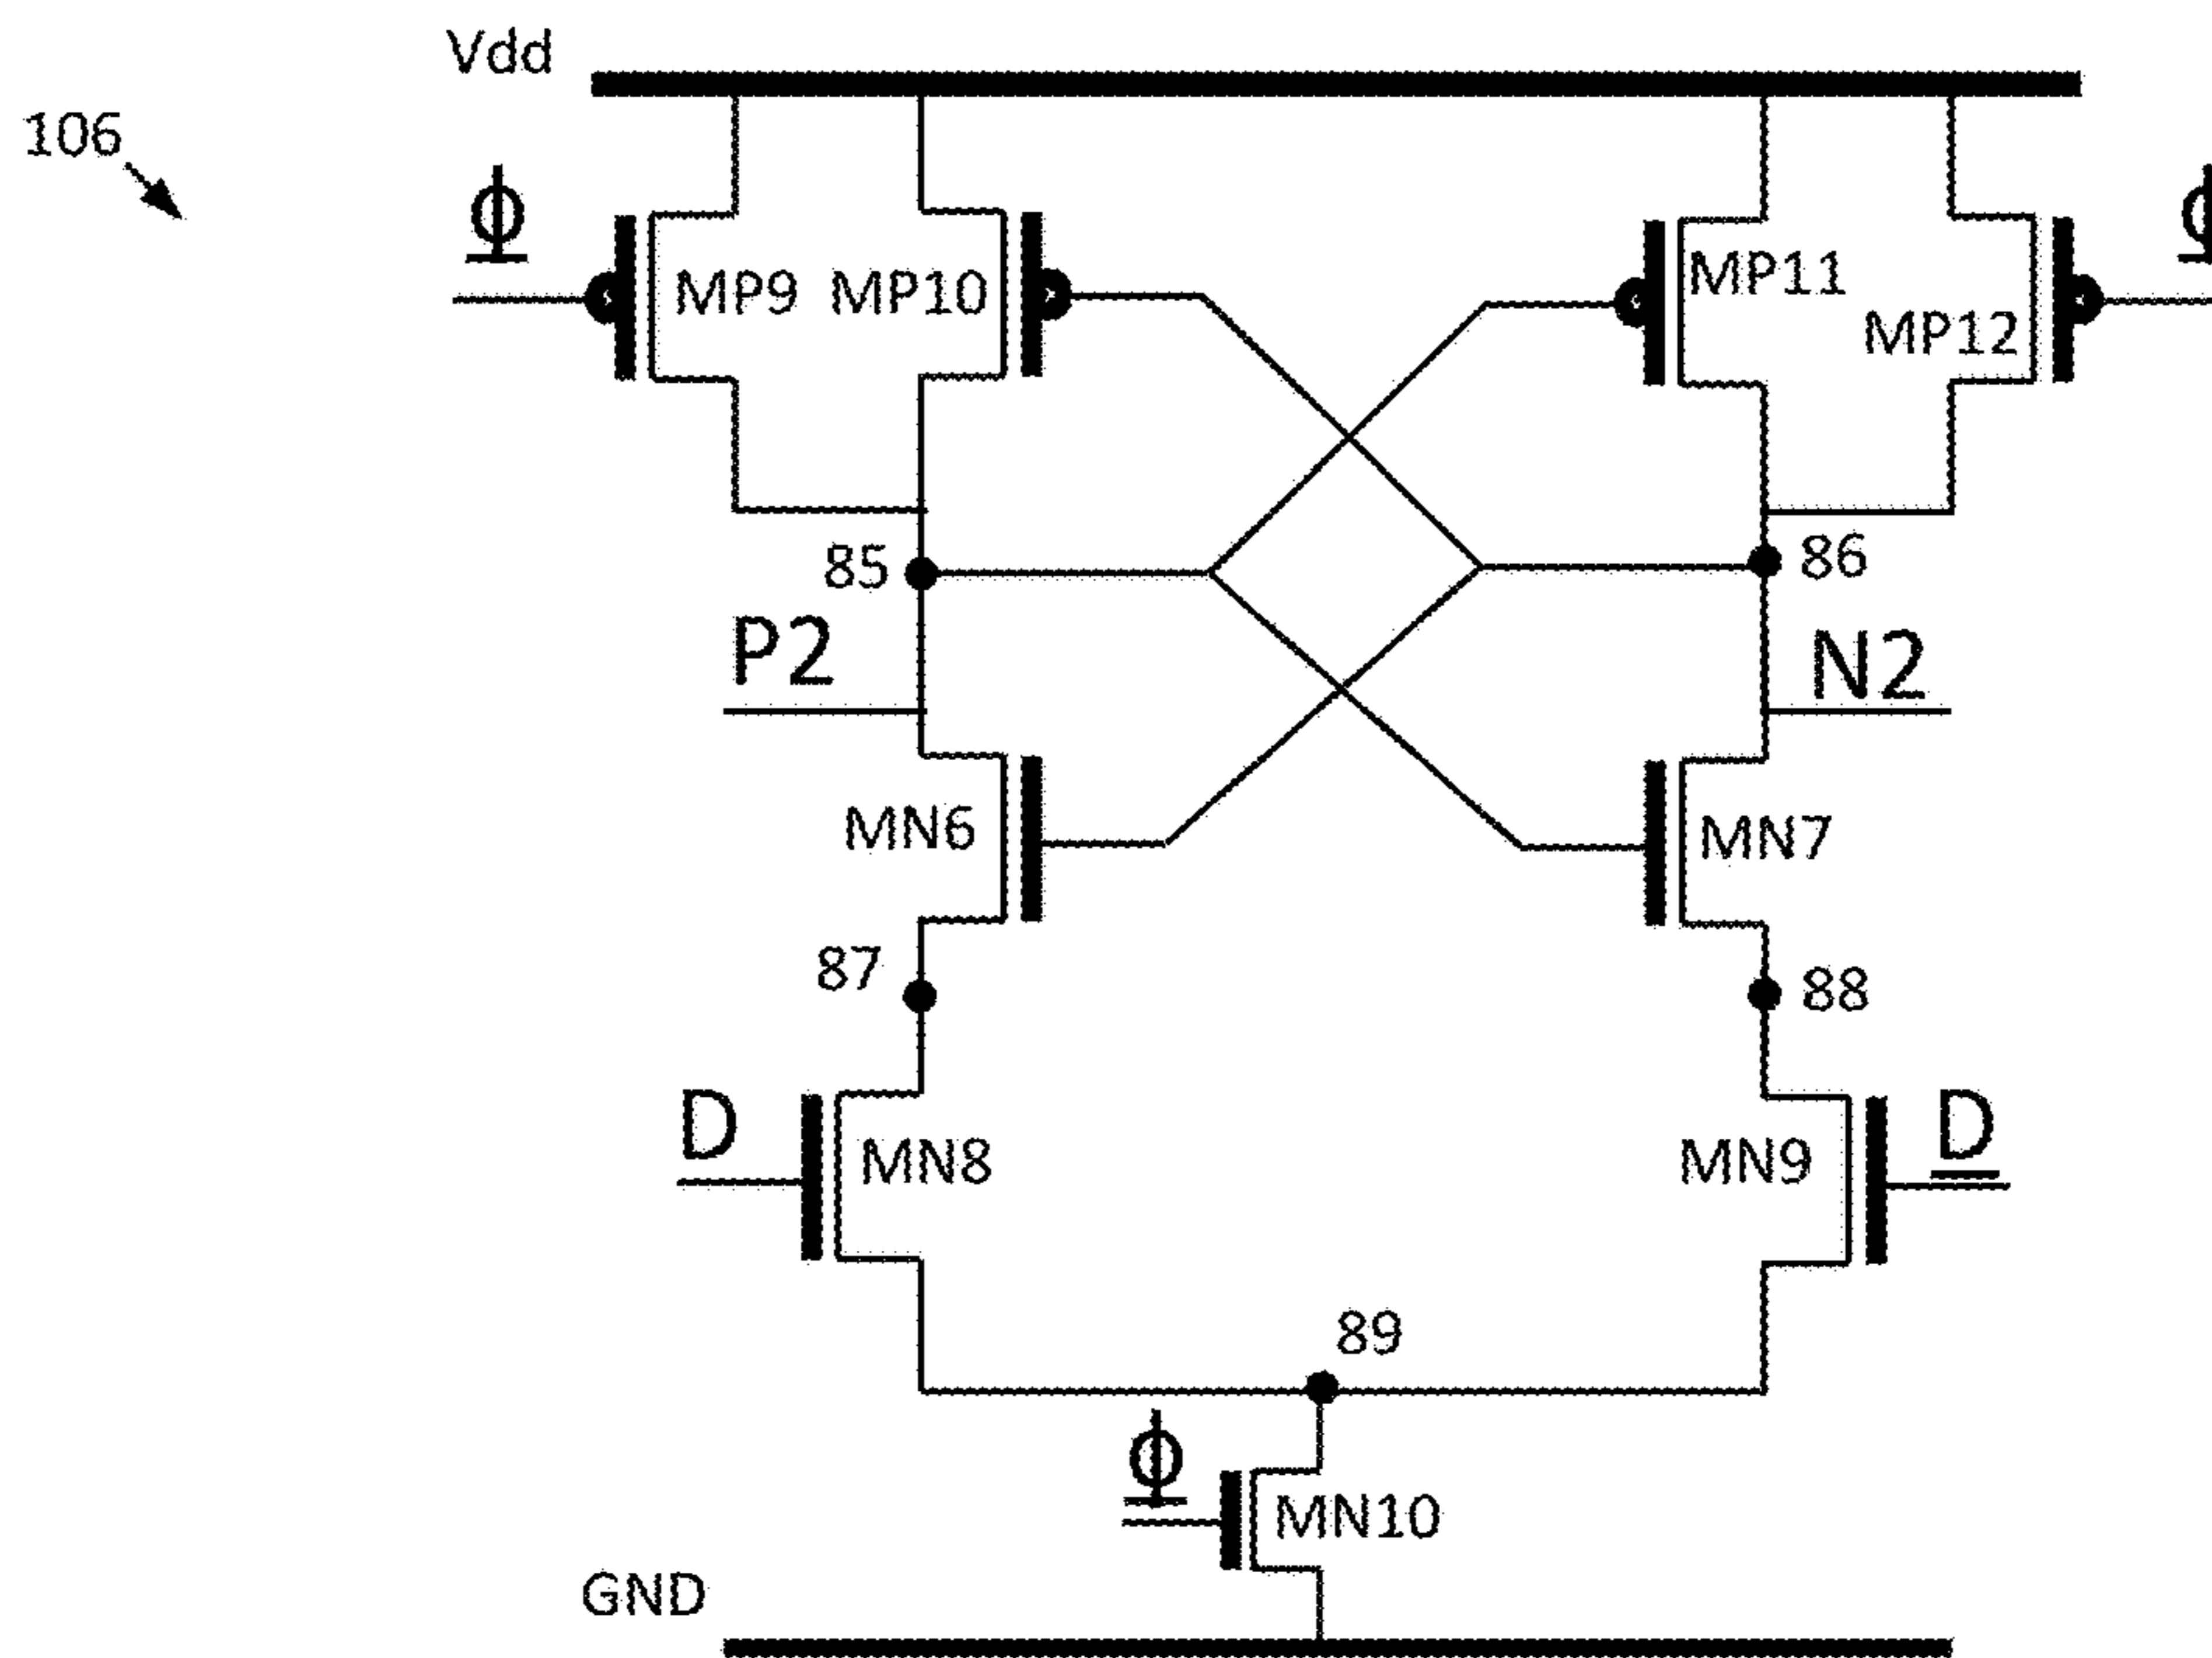 Vdd
106
ϕ
ϕ
MP9
MP10
MP11
MP12
85
86
P2
N2
MN6
MN7
87
88
D
MN8
MN9
D
89
ϕ
MN10
GND